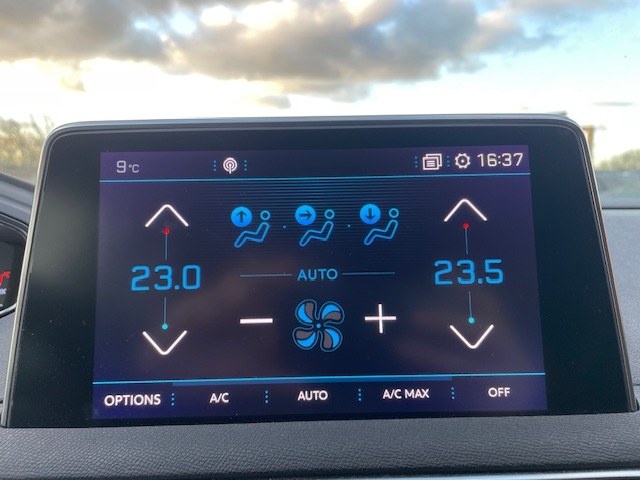 9°C 16:37
23.0 AUTO 23.5
OPTIONS A/C AUTO A/C MAX OFF